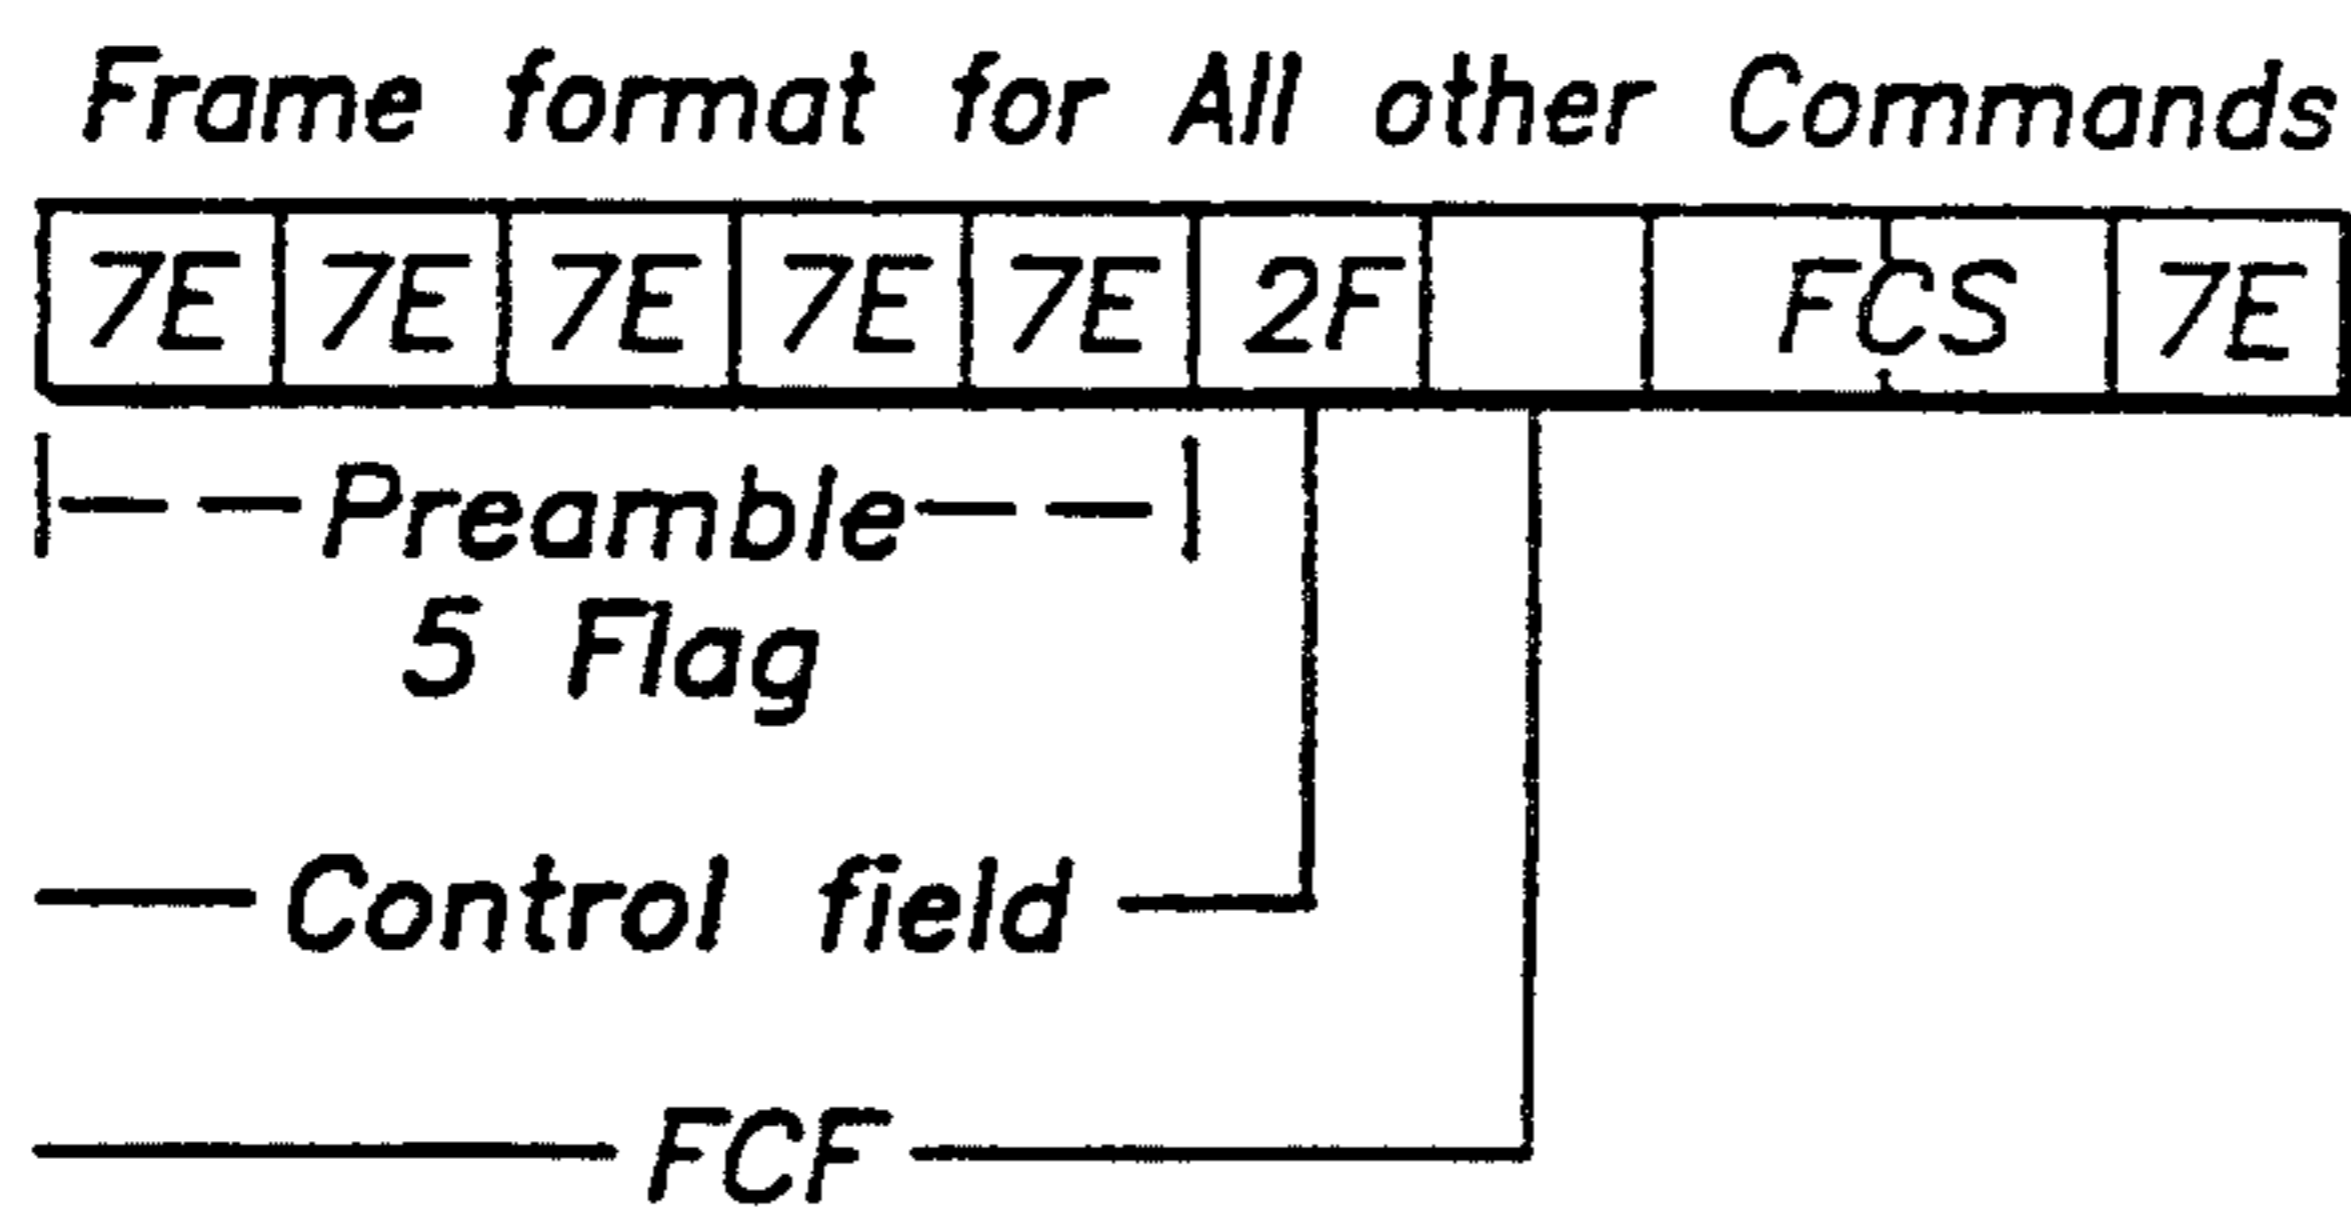 Frame format for All other Commands
7E 7E 7E 7E 7E 2F FCS 7E
Preamble
5 Flag
Control field
FCF